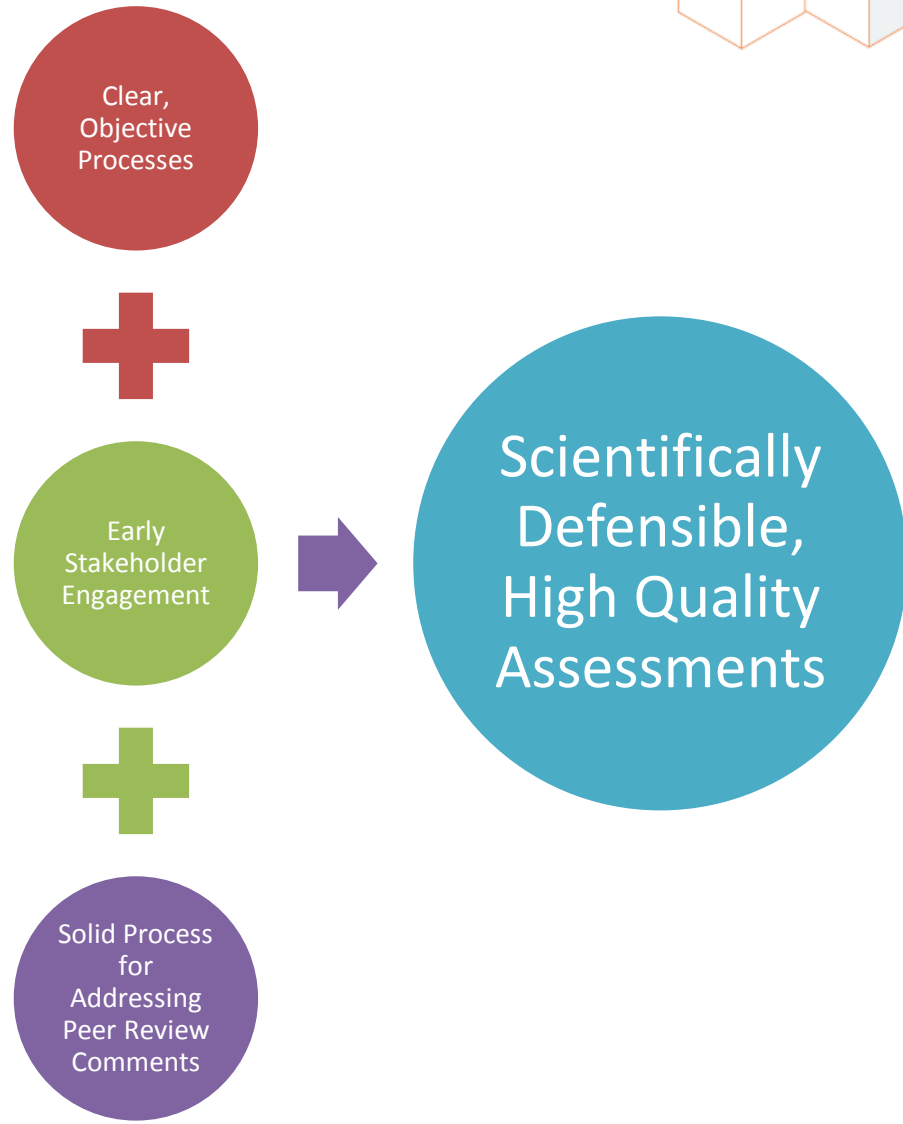 Clear,
Objective
Processes
Early
Stakeholder
Engagement
Solid Process
for
Addressing
Peer Review
Comments
Scientifically
Defensible,
High Quality
Assessments